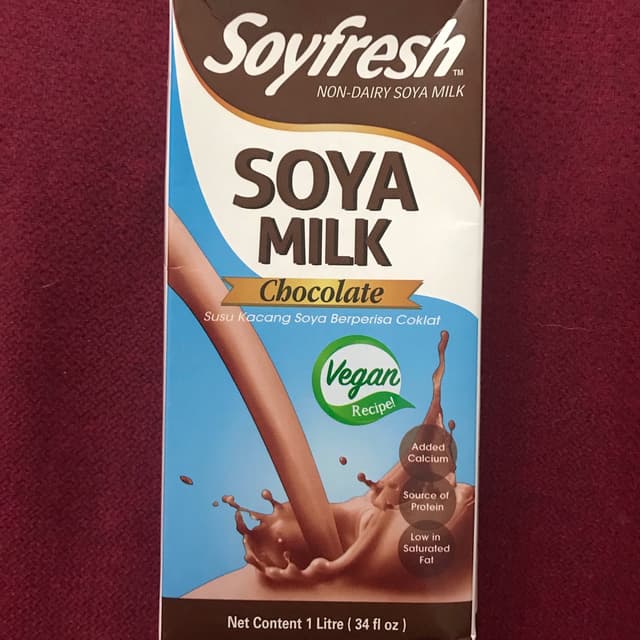 Soyfresh™
NON-DAIRY SOYA MILK
SOYA
MILK
Chocolate
Susu Kacang Soya Berperisa Coklat
Vegan
Recipe!
Added
Calcium
Source of
Protein
Low in
Saturated
Fat
Net Content 1 Litre ( 34 fl oz )